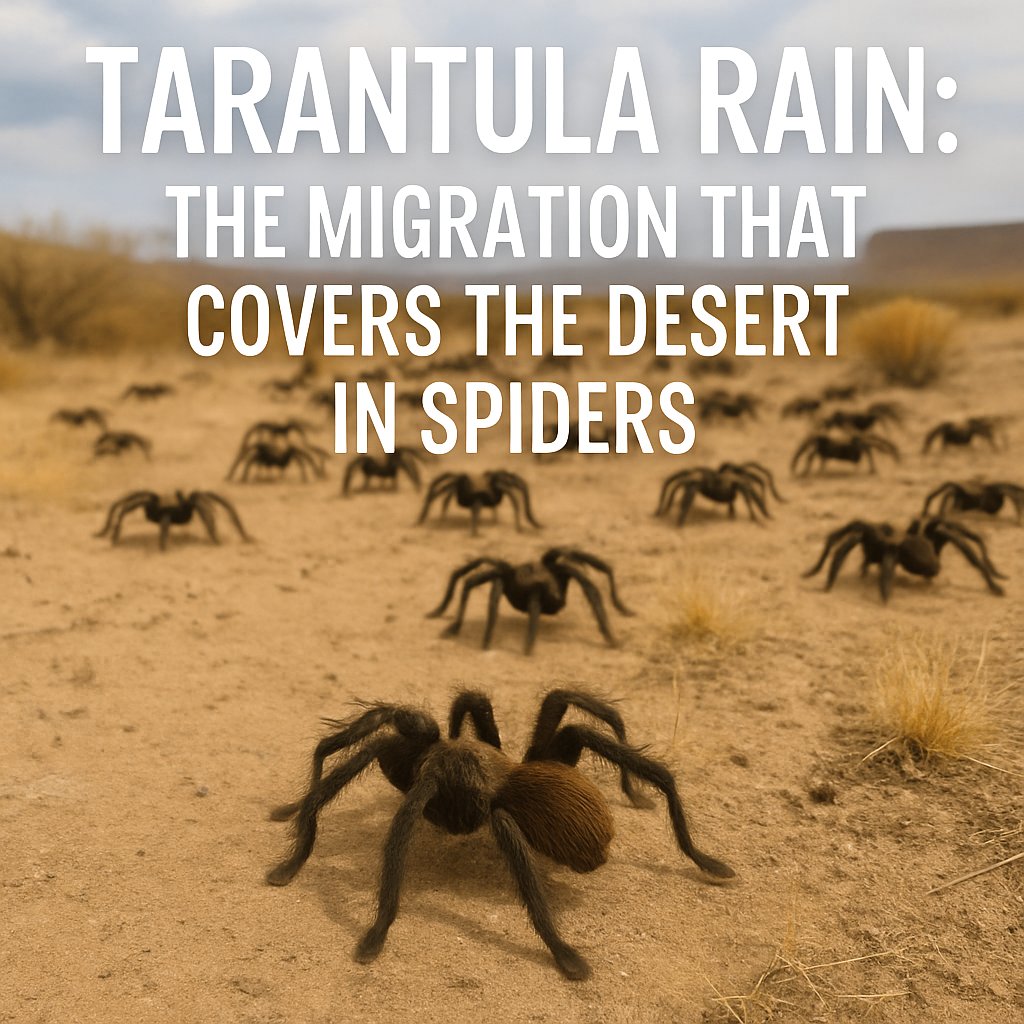 TARANTULA RAIN:
THE MIGRATION THAT
COVERS THE DESERT
IN SPIDERS